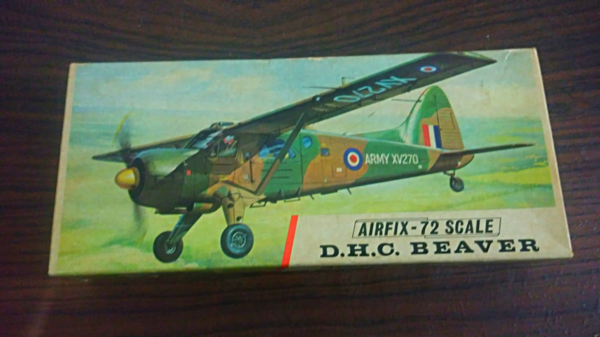 XV270
ARMY XV270
AIRFIX-72 SCALE
D.H.C. BEAVER